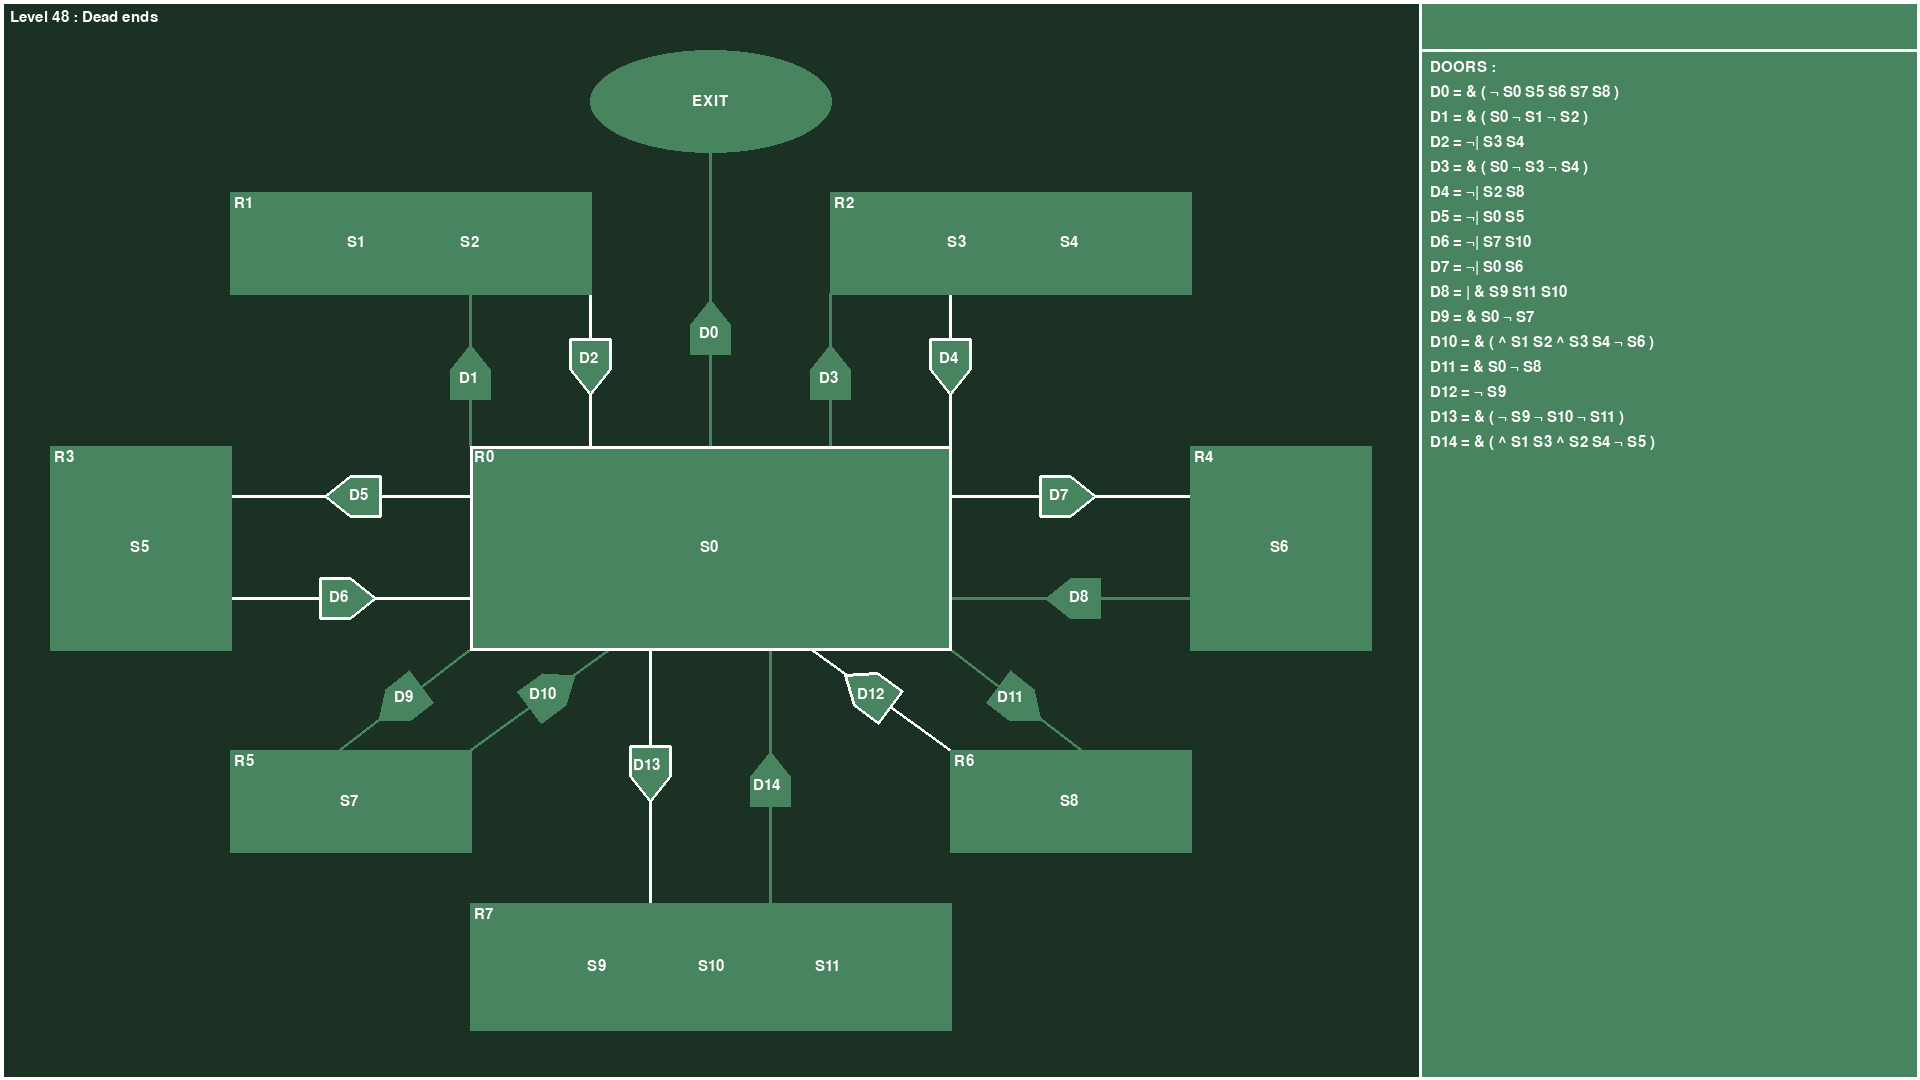 Level 48 : Dead ends
EXIT
R1
S1 S2
R2
S3 S4
D0
D1
D2
D3
D4
R3
S5
R0
S0
R4
S6
D5
D7
D6
D8
D9
D10
D12
D11
D13
D14
R5
S7
R6
S8
R7
S9 S10 S11
DOORS :
D0 = & ( ¬ S0 S5 S6 S7 S8 )
D1 = & ( S0 ¬ S1 ¬ S2 )
D2 = ¬| S3 S4
D3 = & ( S0 ¬ S3 ¬ S4 )
D4 = ¬| S2 S8
D5 = ¬| S0 S5
D6 = ¬| S7 S10
D7 = ¬| S0 S6
D8 = | & S9 S11 S10
D9 = & S0 ¬ S7
D10 = & ( ^ S1 S2 ^ S3 S4 ¬ S6 )
D11 = & S0 ¬ S8
D12 = ¬ S9
D13 = & ( ¬ S9 ¬ S10 ¬ S11 )
D14 = & ( ^ S1 S3 ^ S2 S4 ¬ S5 )